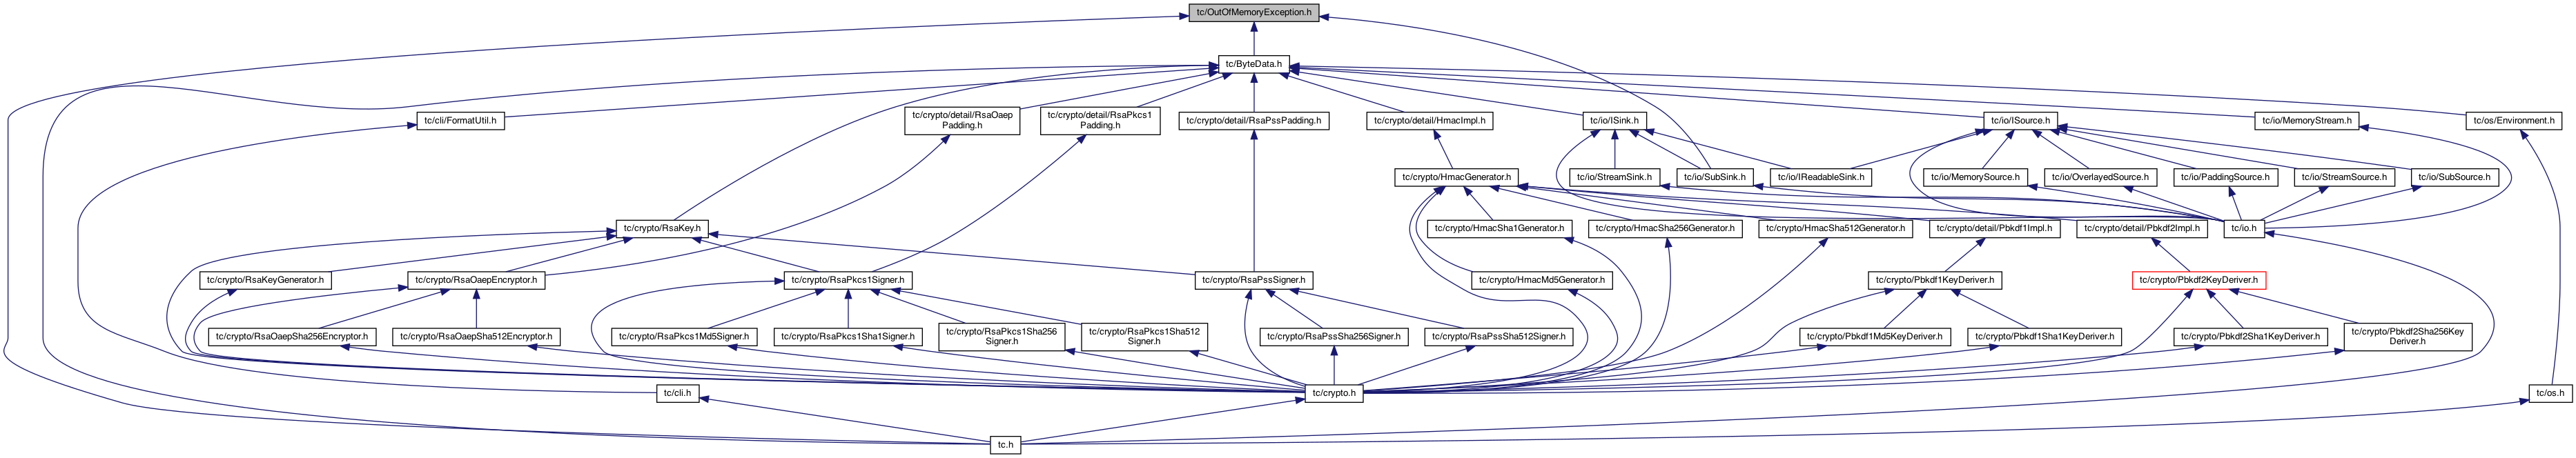 tc/OutOfMemoryException.h
tc/ByteData.h
tc/cli/FormatUtil.h
tc/crypto/detail/RsaOaep
Padding.h
tc/crypto/detail/RsaPkcs1
Padding.h
tc/crypto/detail/RsaPssPadding.h
tc/crypto/detail/HmacImpl.h
tc/io/ISink.h
tc/io/ISource.h
tc/io/MemoryStream.h
tc/os/Environment.h
tc/crypto/HmacGenerator.h
tc/io/StreamSink.h
tc/io/SubSink.h
tc/io/IReadableSink.h
tc/io/MemorySource.h
tc/io/OverlayedSource.h
tc/io/PaddingSource.h
tc/io/StreamSource.h
tc/io/SubSource.h
tc/crypto/RsaKey.h
tc/crypto/HmacSha1Generator.h
tc/crypto/HmacSha256Generator.h
tc/crypto/HmacSha512Generator.h
tc/crypto/detail/Pbkdf1Impl.h
tc/crypto/detail/Pbkdf2Impl.h
tc/io.h
tc/crypto/RsaKeyGenerator.h
tc/crypto/RsaOaepEncryptor.h
tc/crypto/RsaPkcs1Signer.h
tc/crypto/RsaPssSigner.h
tc/crypto/HmacMd5Generator.h
tc/crypto/Pbkdf1KeyDeriver.h
tc/crypto/Pbkdf2KeyDeriver.h
tc/crypto/RsaOaepSha256Encryptor.h
tc/crypto/RsaOaepSha512Encryptor.h
tc/crypto/RsaPkcs1Md5Signer.h
tc/crypto/RsaPkcs1Sha1Signer.h
tc/crypto/RsaPkcs1Sha256
Signer.h
tc/crypto/RsaPkcs1Sha512
Signer.h
tc/crypto/RsaPssSha256Signer.h
tc/crypto/RsaPssSha512Signer.h
tc/crypto/Pbkdf1Md5KeyDeriver.h
tc/crypto/Pbkdf1Sha1KeyDeriver.h
tc/crypto/Pbkdf2Sha1KeyDeriver.h
tc/crypto/Pbkdf2Sha256Key
Deriver.h
tc/cli.h
tc/crypto.h
tc/os.h
tc.h